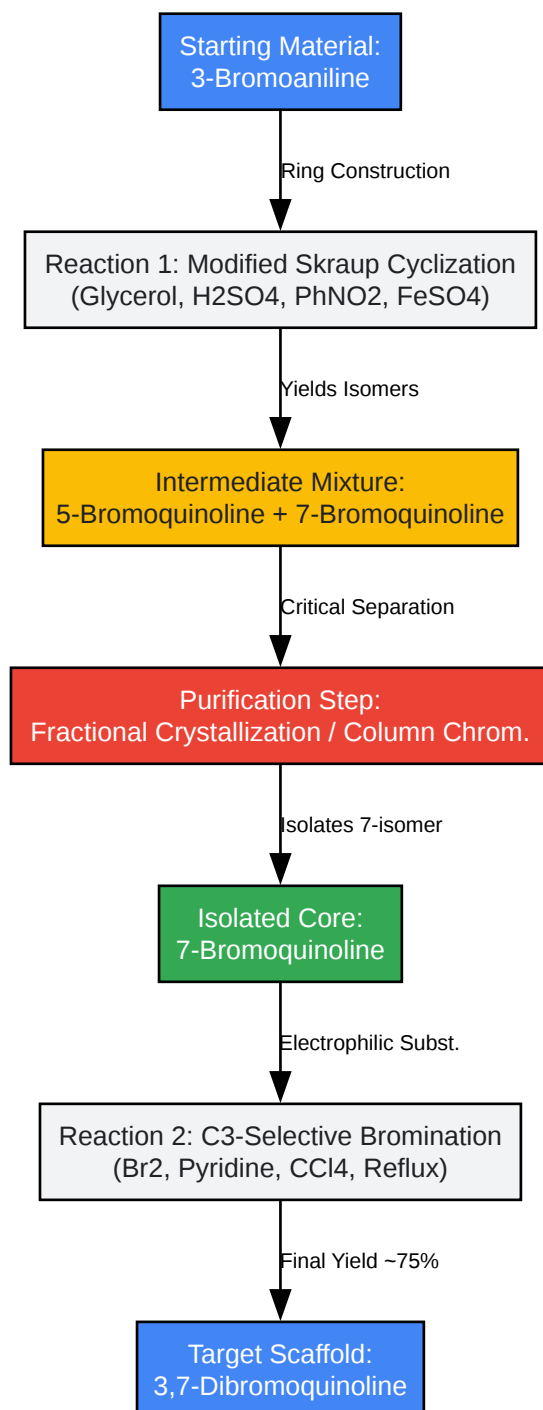 Starting Material:
3-Bromoaniline
Ring Construction
Reaction 1: Modified Skraup Cyclization
(Glycerol, H2SO4, PhNO2, FeSO4)
Yields Isomers
Intermediate Mixture:
5-Bromoquinoline + 7-Bromoquinoline
Critical Separation
Purification Step:
Fractional Crystallization / Column Chrom.
Isolates 7-isomer
Isolated Core:
7-Bromoquinoline
Electrophilic Subst.
Reaction 2: C3-Selective Bromination
(Br2, Pyridine, CCl4, Reflux)
Final Yield ~75%
Target Scaffold:
3,7-Dibromoquinoline